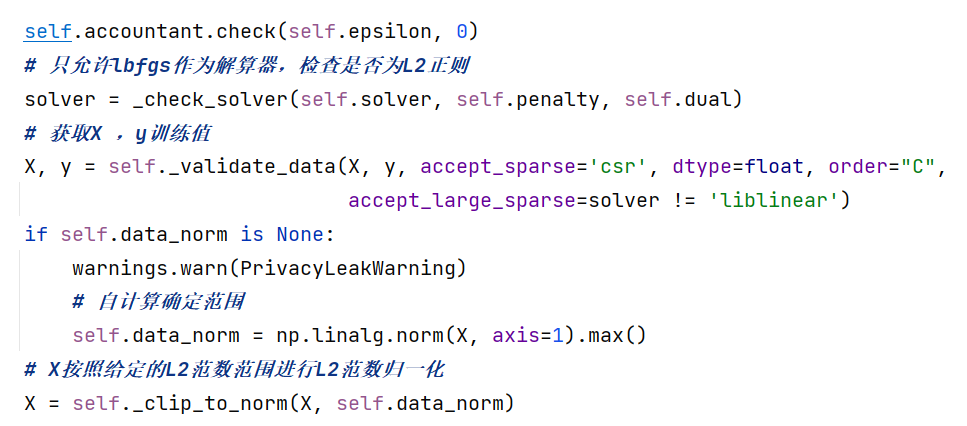 self.accountant.check(self.epsilon, 0)
# 只允许lbfgs作为解算器，检查是否为L2正则
solver = _check_solver(self.solver, self.penalty, self.dual)
# 获取X ，y训练值
X, y = self._validate_data(X, y, accept_sparse='csr', dtype=float, order="C",
                           accept_large_sparse=solver != 'liblinear')
if self.data_norm is None:
    warnings.warn(PrivacyLeakWarning)
    # 自计算确定范围
    self.data_norm = np.linalg.norm(X, axis=1).max()
# X按照给定的L2范数范围进行L2范数归一化
X = self._clip_to_norm(X, self.data_norm)